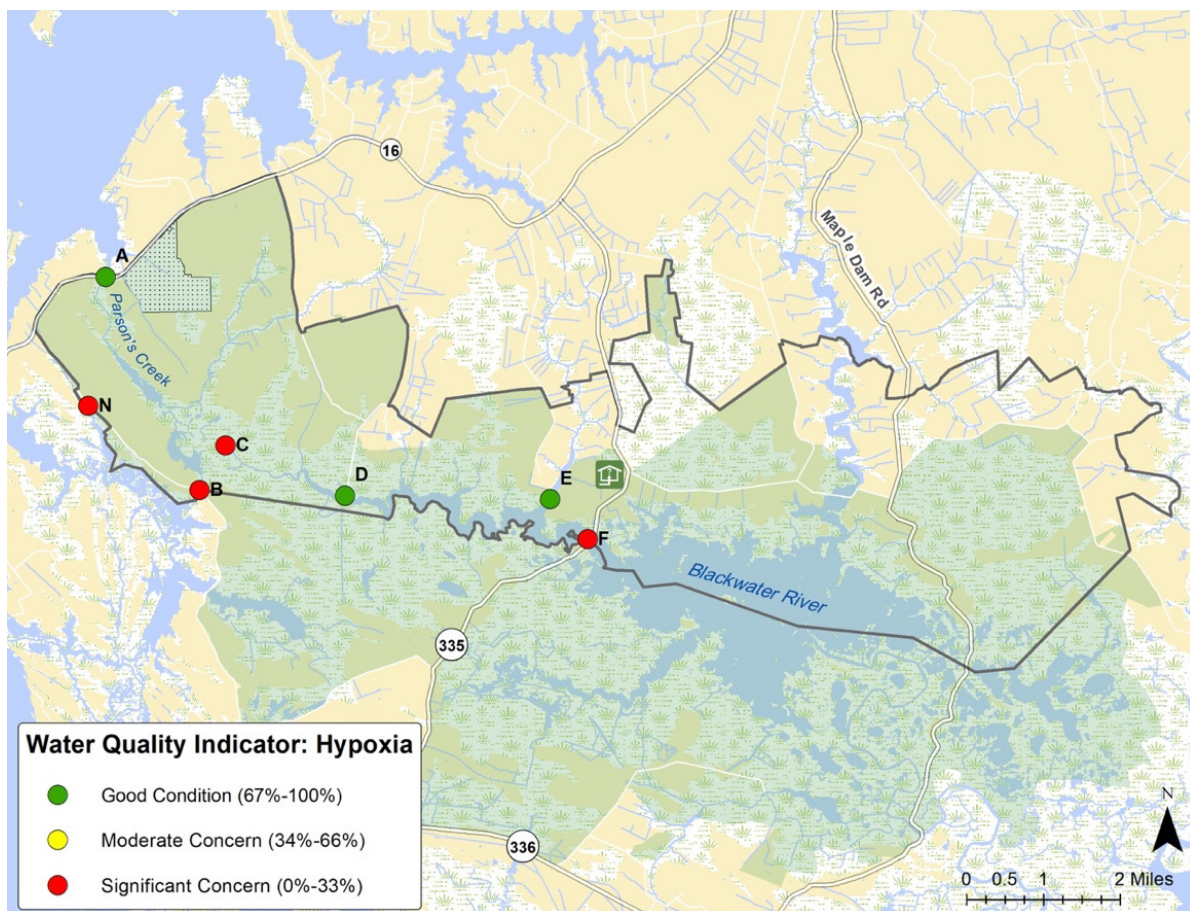 16
Maple Dam Rd
A
Parson's Creek
N
C
D
E
B
F
Blackwater River
335
Water Quality Indicator: Hypoxia
Good Condition (67%-100%)
Moderate Concern (34%-66%)
Significant Concern (0%-33%)
336
N
0 0.5 1 2 Miles